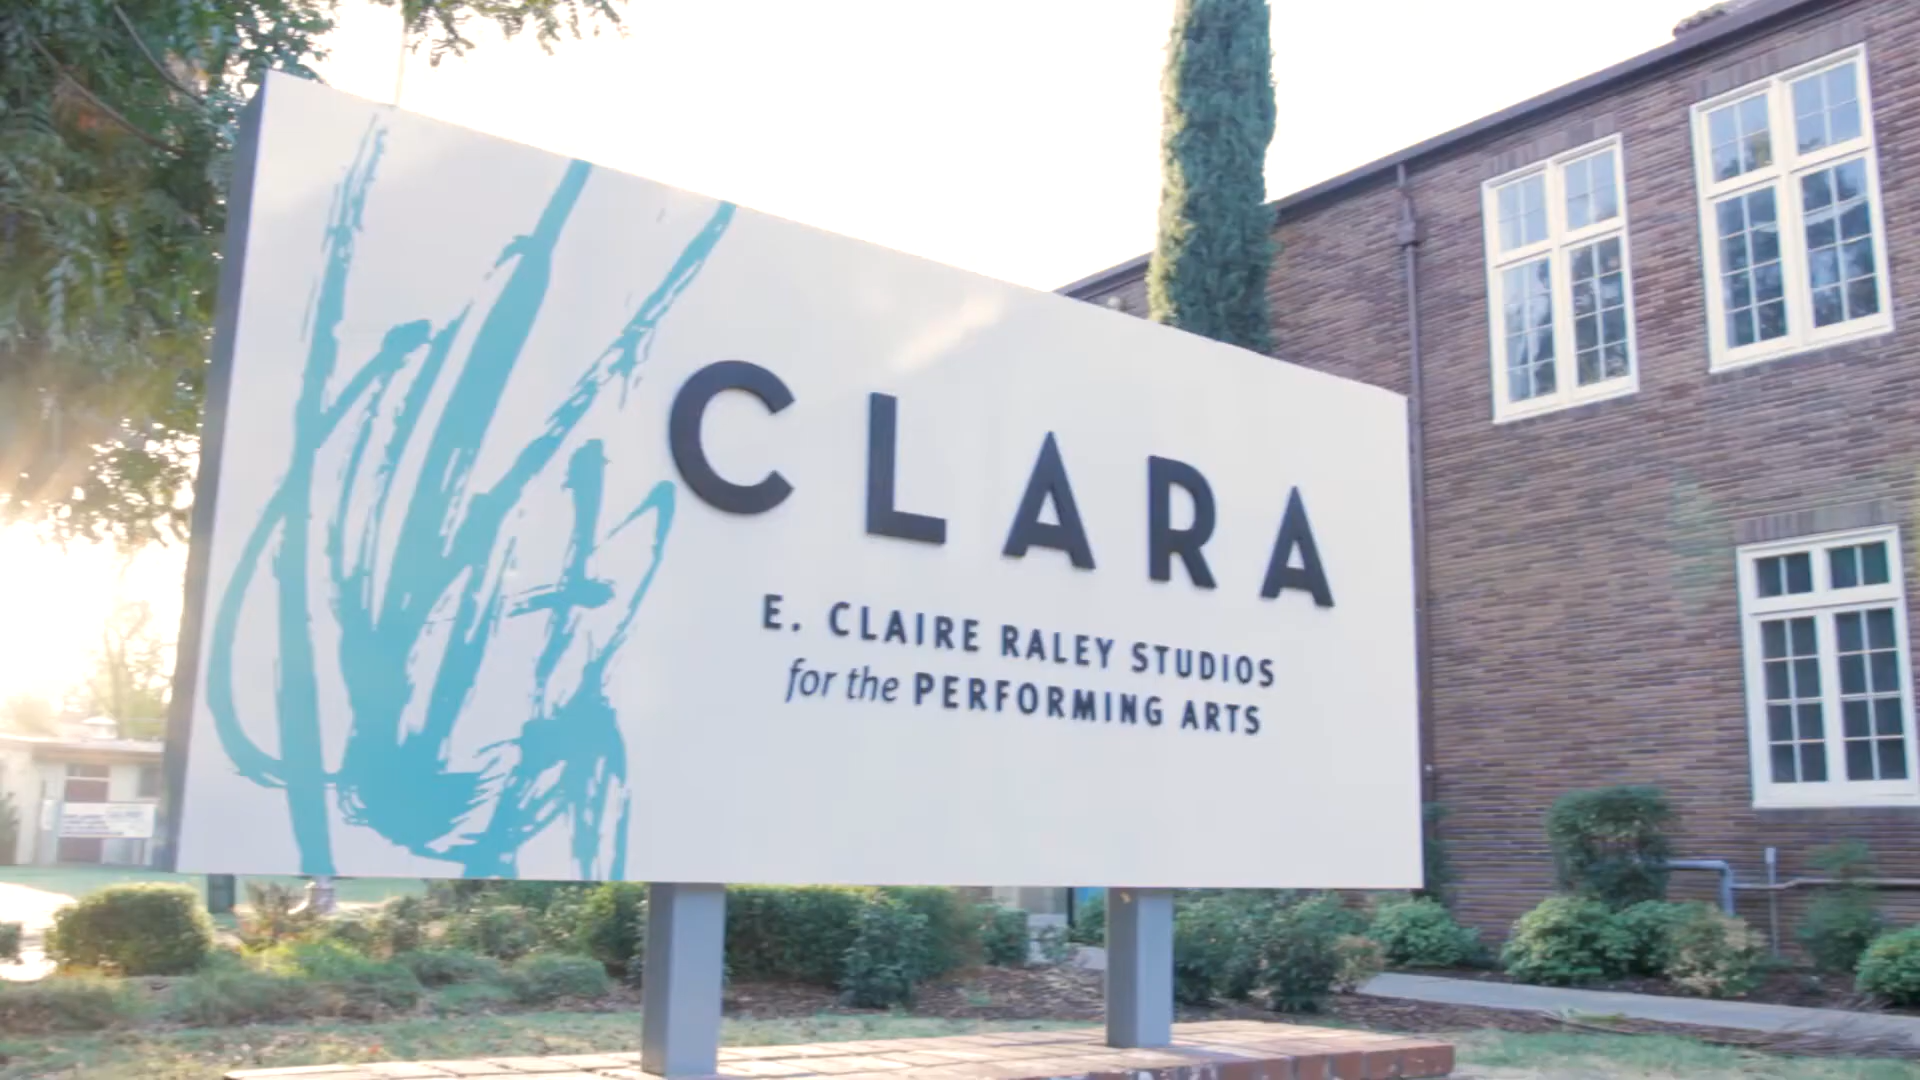 CLARA
E. CLAIRE RALEY STUDIOS
for the PERFORMING ARTS